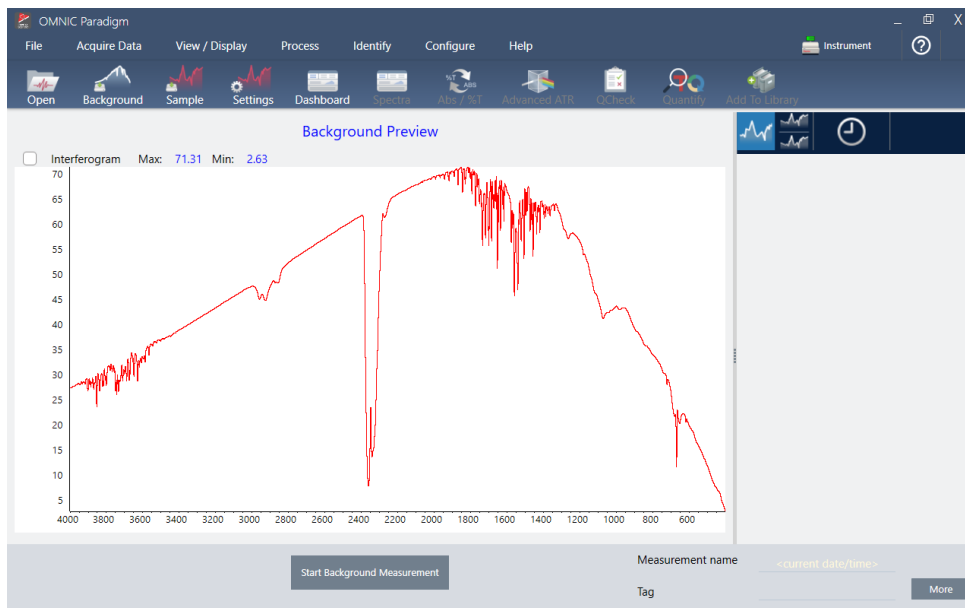 OMNIC Paradigm
File Acquire Data View / Display Process Identify Configure Help Instrument
Open Background Sample Settings Dashboard Spectra Abs / %T Advanced ATR QCheck Quantify Add To Library
Background Preview
Interferogram Max: 71.31 Min: 2.63
70
65
60
55
50
45
40
35
30
25
20
15
10
5
4000 3800 3600 3400 3200 3000 2800 2600 2400 2200 2000 1800 1600 1400 1200 1000 800 600
Start Background Measurement
Measurement name <current date/time>
Tag
More